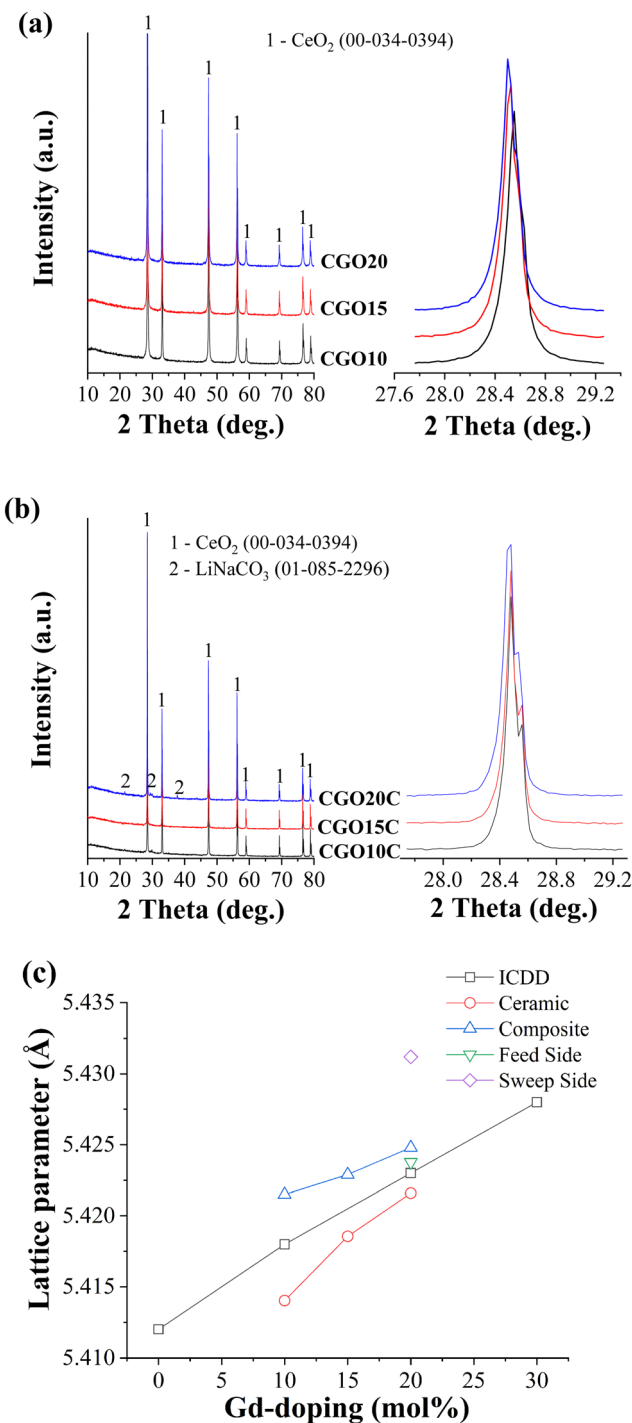 (a)
1 - CeO₂ (00-034-0394)
1
1
1
1
1
1
1
1
CGO20
CGO15
CGO10
Intensity (a.u.)
10 20 30 40 50 60 70 80
2 Theta (deg.)
27.6 28.0 28.4 28.8 29.2
2 Theta (deg.)
(b)
1 - CeO₂ (00-034-0394)
2 - LiNaCO₃ (01-085-2296)
1
1
1
1
1
1
1
1
2 2 2
CGO20C
CGO15C
CGO10C
Intensity (a.u.)
10 20 30 40 50 60 70 80
2 Theta (deg.)
28.0 28.4 28.8 29.2
2 Theta (deg.)
(c)
ICDD
Ceramic
Composite
Feed Side
Sweep Side
5.435
5.430
5.425
5.420
5.415
5.410
Lattice parameter (Å)
0 5 10 15 20 25 30
Gd-doping (mol%)